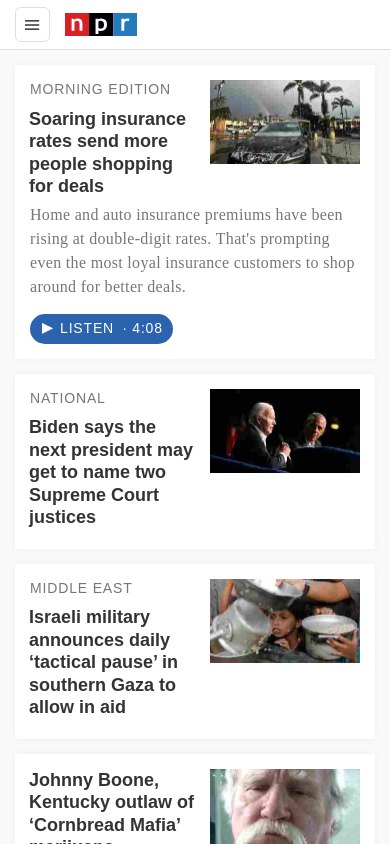 npr
MORNING EDITION
Soaring insurance
rates send more
people shopping
for deals
Home and auto insurance premiums have been
rising at double-digit rates. That's prompting
even the most loyal insurance customers to shop
around for better deals.
LISTEN · 4:08
NATIONAL
Biden says the
next president may
get to name two
Supreme Court
justices
MIDDLE EAST
Israeli military
announces daily
‘tactical pause’ in
southern Gaza to
allow in aid
Johnny Boone,
Kentucky outlaw of
‘Cornbread Mafia’
marijuana